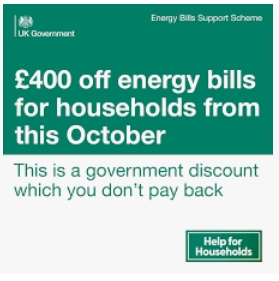 UK Government
Energy Bills Support Scheme
£400 off energy bills
for households from
this October
This is a government discount
which you don't pay back
Help for
Households